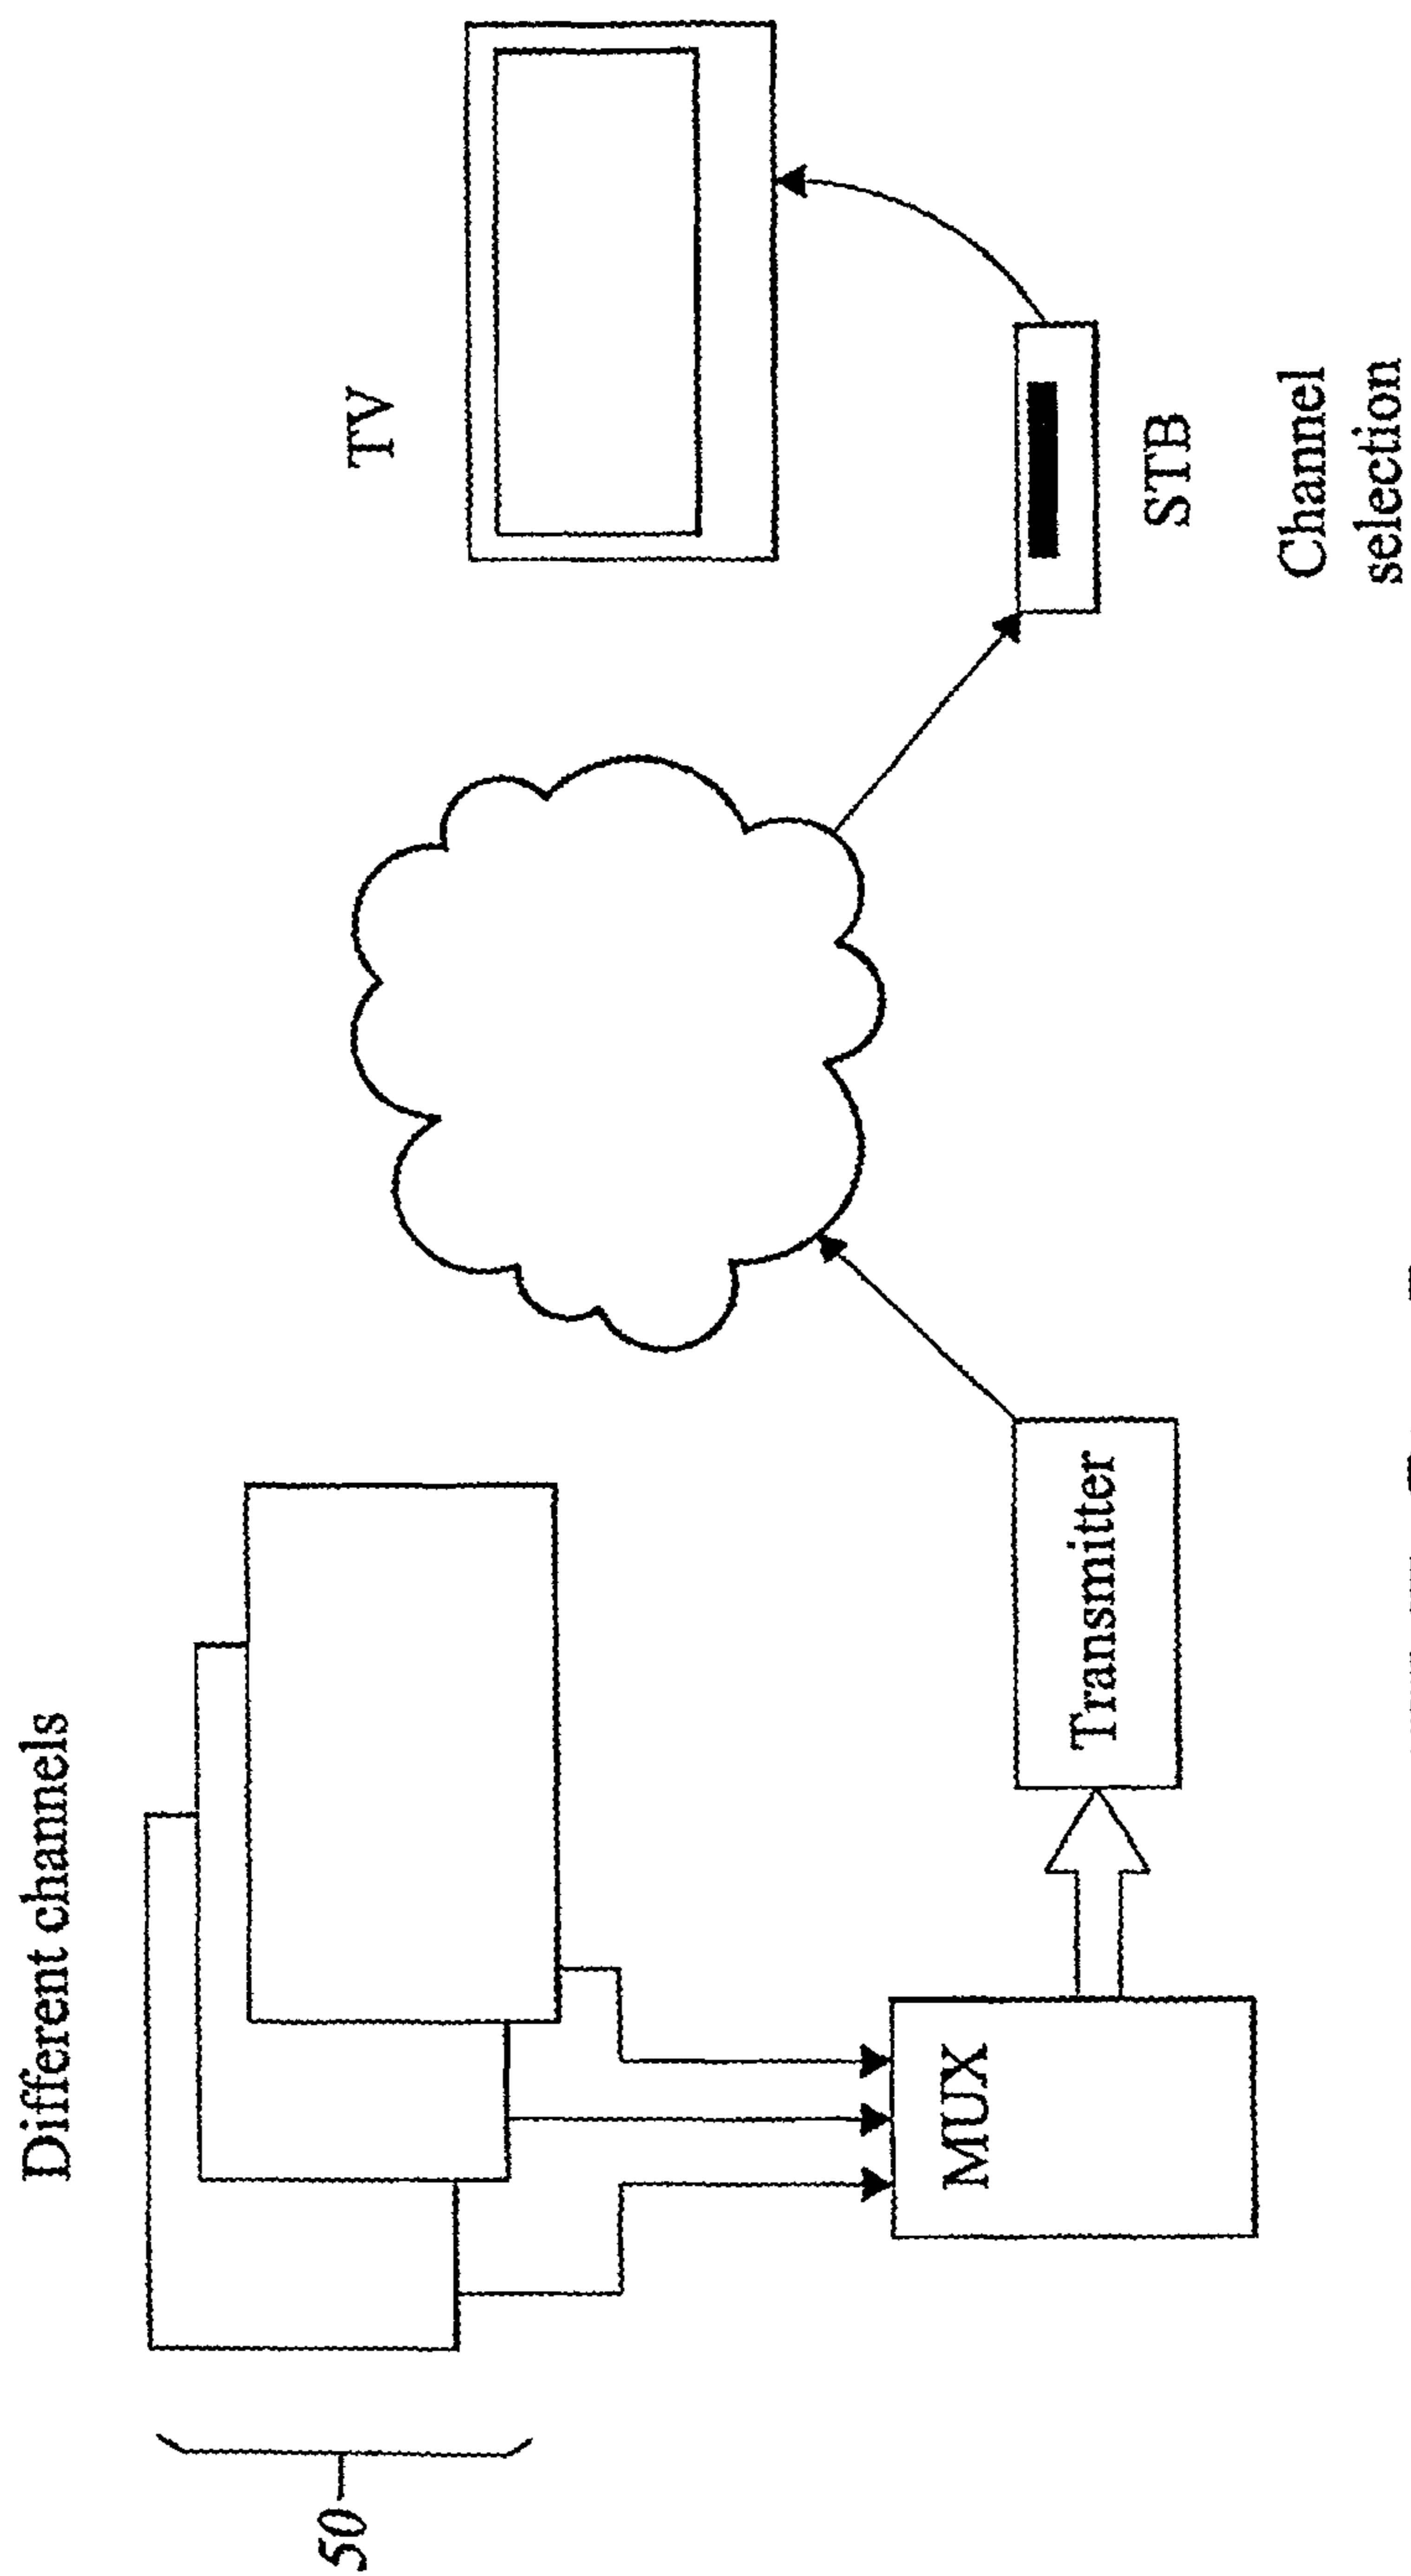 Different channels
50
MUX
Transmitter
TV
STB
Channel
selection